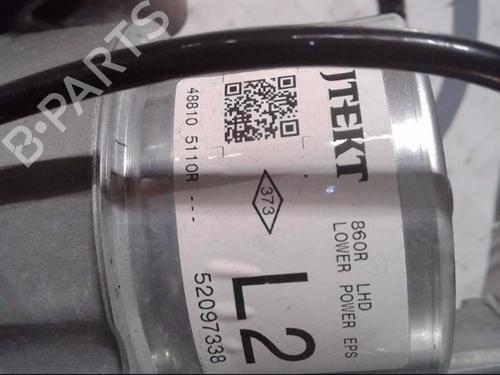 JTEKT
860R LHD
LOWER POWER EPS
48810 5110R ---
373
L2
52097338
B-PARTS